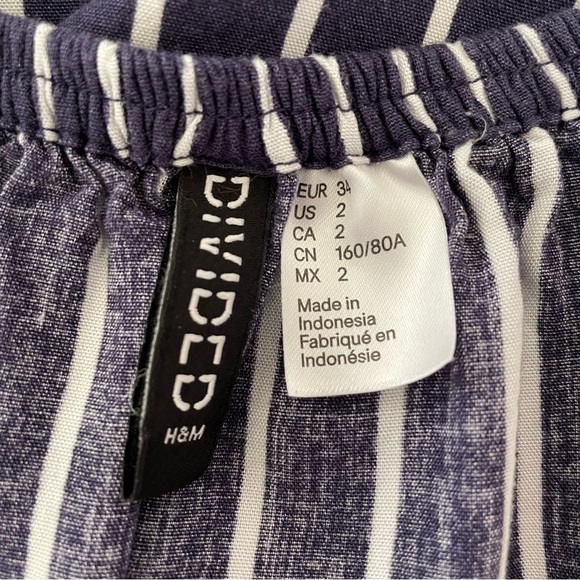 DIVIDED
H&M
EUR 34
US 2
CA 2
CN 160/80A
MX 2
Made in
Indonesia
Fabriqué en
Indonésie